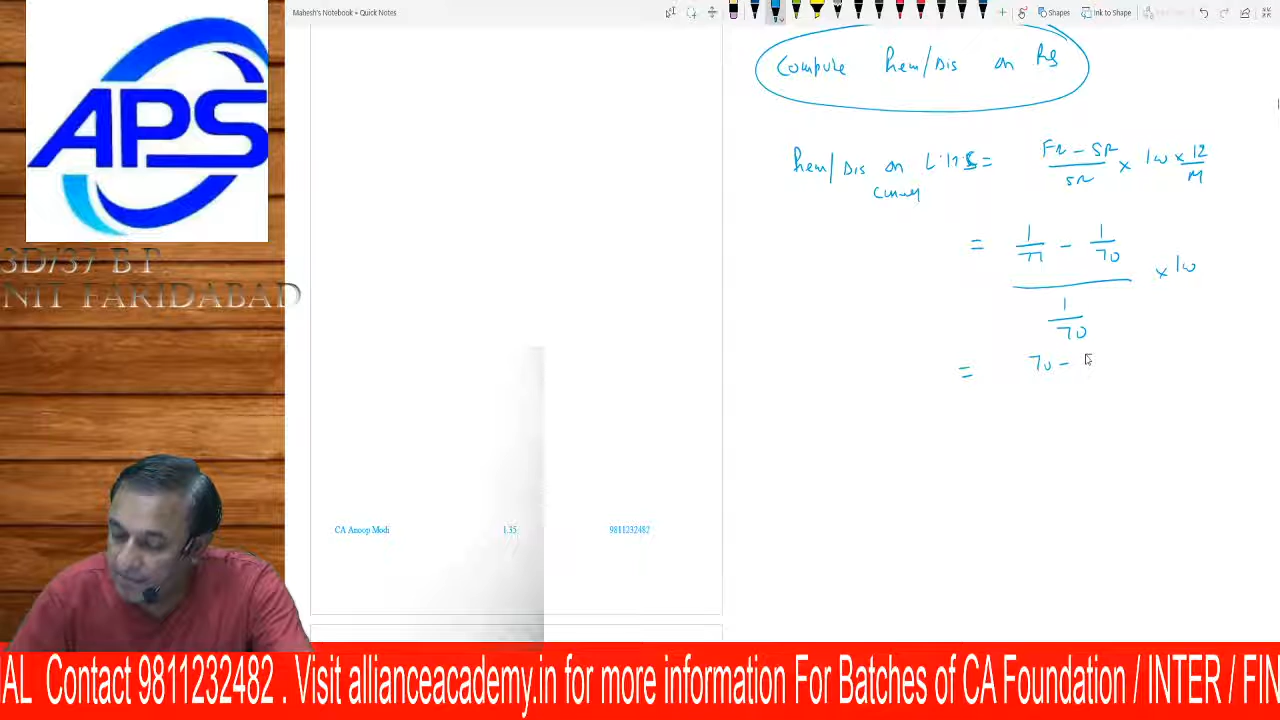 Mahesh's Notebook • Quick Notes
Shapes
Ink to Shape
APS
3D/37 B.P.
NIT FARIDABAD
Compute Prem/Dis on Rs
Prem/Dis on L.H.S = FR - SR / SR × 100 × 12 / M
Currency
= 1/77 - 1/70 × 100
1/70
= 70 -
CA Anoop Modi 1.35 9811232482
IAL Contact 9811232482 . Visit allianceacademy.in for more information For Batches of CA Foundation / INTER / FIN